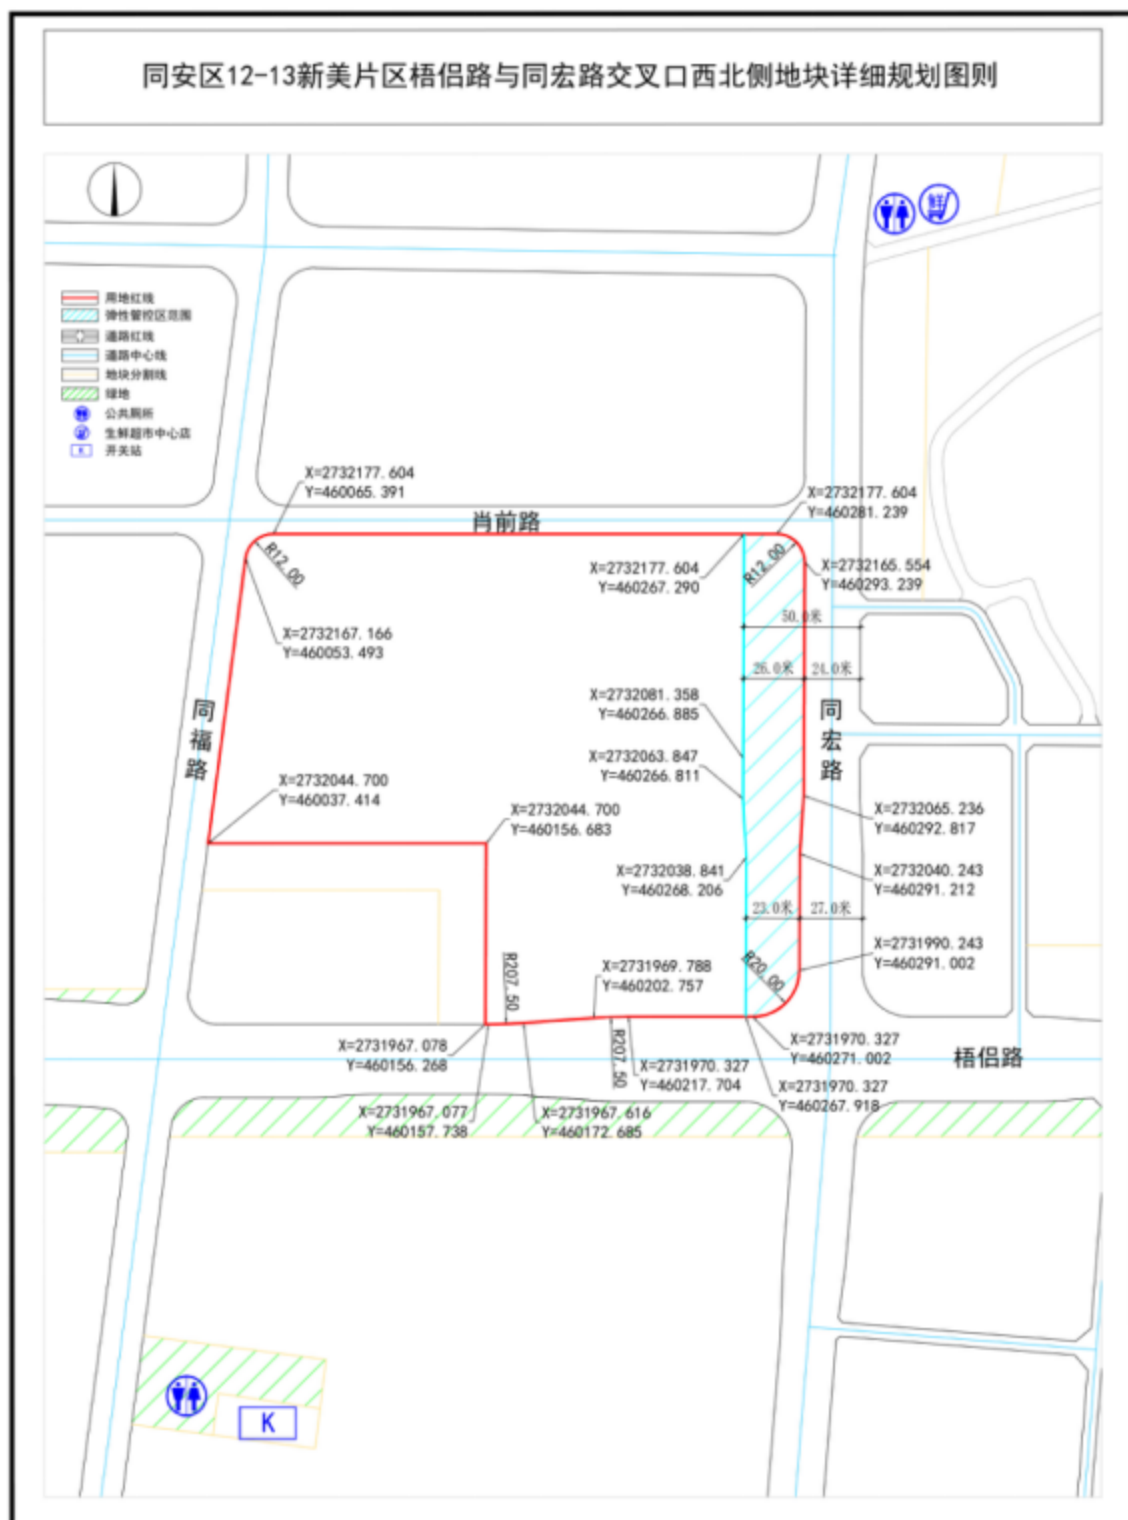 同安区12-13新美片区梧侣路与同宏路交叉口西北侧地块详细规划图则
鲜
用地红线
弹性管控区范围
道路红线
道路中心线
地块分割线
绿地
公共厕所
生鲜超市中心店
K 开关站
X=2732177.604
Y=460065.391
肖前路
X=2732177.604
Y=460281.239
R12.00
X=2732177.604
Y=460267.290
R12.00
X=2732165.554
Y=460293.239
X=2732167.166
Y=460053.493
50.0米
26.0米
24.0米
同福路
X=2732081.358
Y=460266.885
同宏路
X=2732063.847
Y=460266.811
X=2732044.700
Y=460037.414
X=2732044.700
Y=460156.683
X=2732065.236
Y=460292.817
X=2732038.841
Y=460268.206
X=2732040.243
Y=460291.212
23.0米
27.0米
X=2731990.243
Y=460291.002
R207.50
X=2731969.788
Y=460202.757
R20.00
X=2731967.078
Y=460156.268
R207.50
X=2731970.327
Y=460217.704
X=2731970.327
Y=460271.002
梧侣路
X=2731970.327
Y=460267.918
X=2731967.077
Y=460157.738
X=2731967.616
Y=460172.685
K